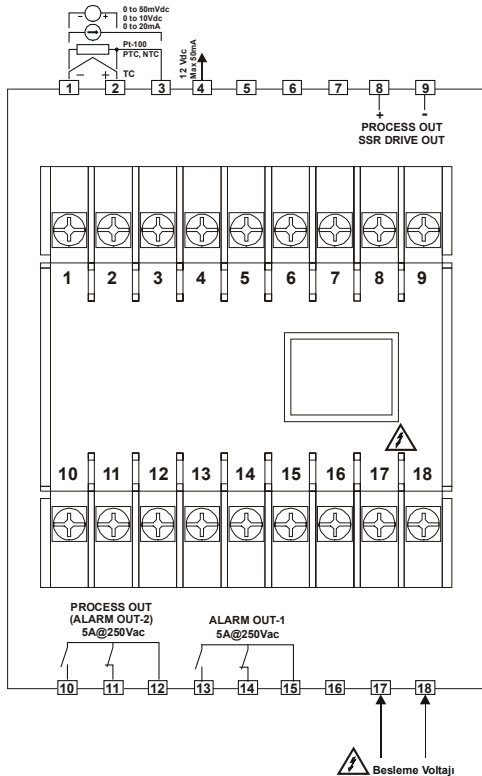 0 to 50mVdc
0 to 10Vdc
0 to 20mA
Pt-100
PTC, NTC
- +
- + TC
12 Vdc
Max 50mA
1 2 3 4 5 6 7 8 9
+ -
PROCESS OUT
SSR DRIVE OUT
1 2 3 4 5 6 7 8 9
10 11 12 13 14 15 16 17 18
PROCESS OUT
(ALARM OUT-2)
5A@250Vac
ALARM OUT-1
5A@250Vac
10 11 12 13 14 15 16 17 18
Besleme Voltajı